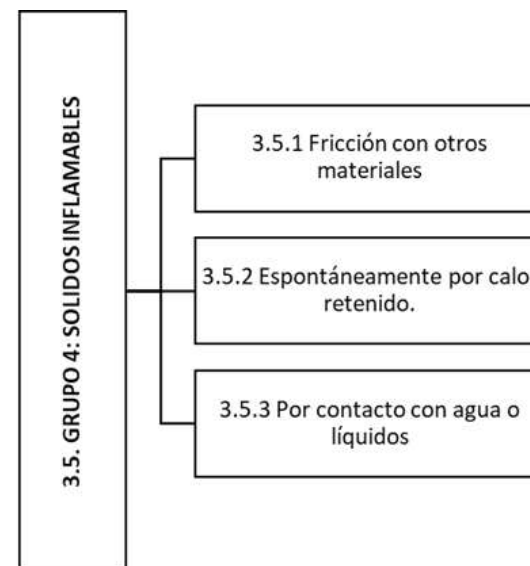 3.5. GRUPO 4: SOLIDOS INFLAMABLES
3.5.1 Fricción con otros
materiales
3.5.2 Espontáneamente por calo
retenido.
3.5.3 Por contacto con agua o
líquidos